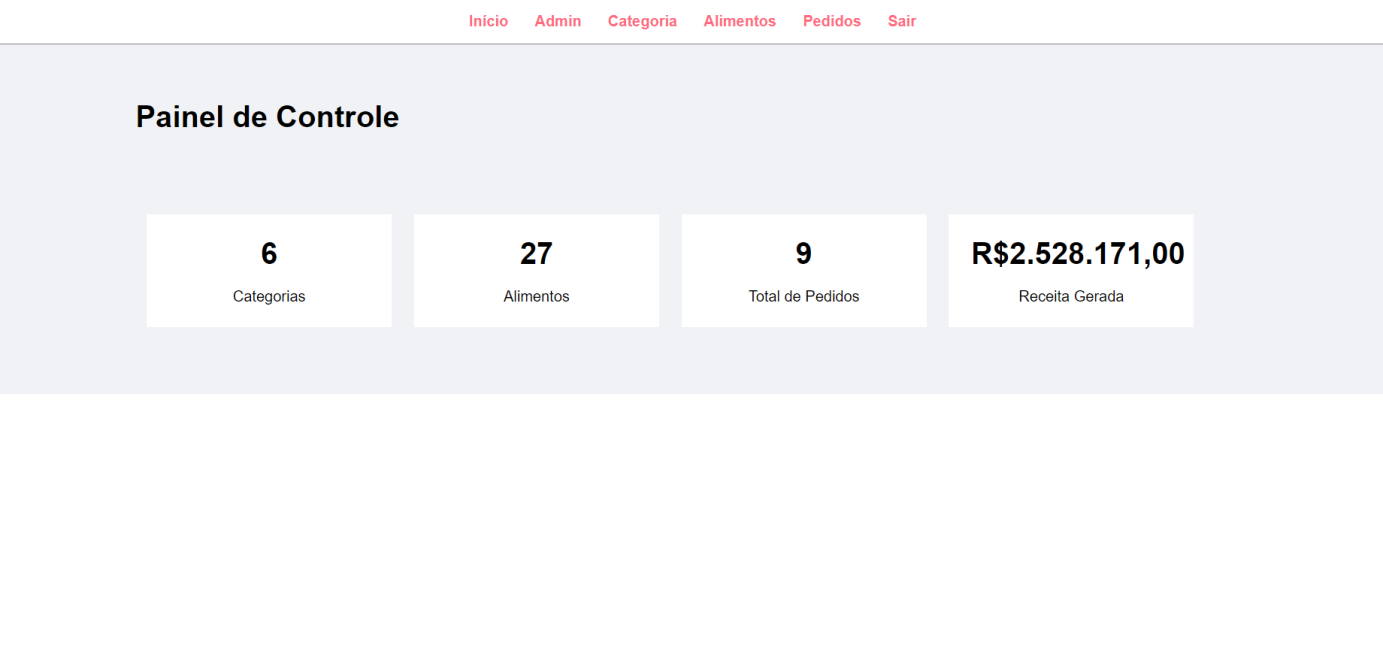 Início Admin Categoria Alimentos Pedidos Sair
Painel de Controle
6
Categorias
27
Alimentos
9
Total de Pedidos
R$2.528.171,00
Receita Gerada